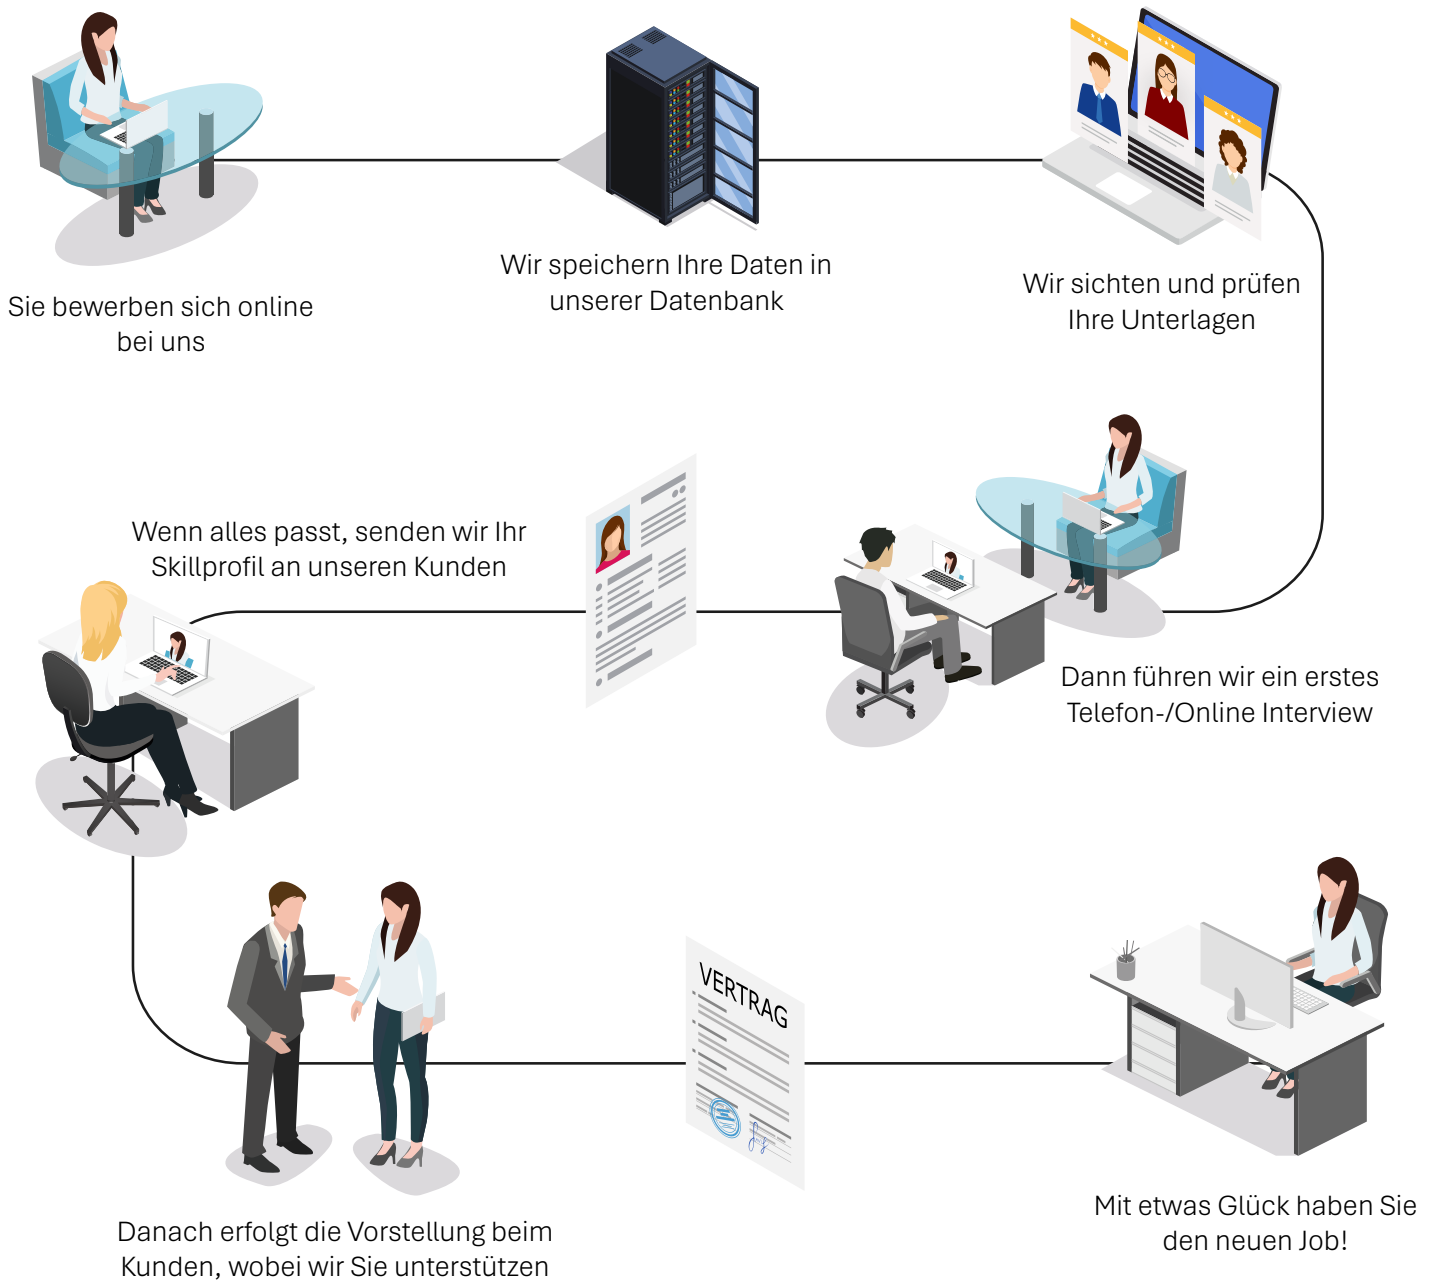 Sie bewerben sich online
bei uns
Wir speichern Ihre Daten in
unserer Datenbank
Wir sichten und prüfen
Ihre Unterlagen
Dann führen wir ein erstes
Telefon-/Online Interview
Wenn alles passt, senden wir Ihr
Skillprofil an unseren Kunden
Danach erfolgt die Vorstellung beim
Kunden, wobei wir Sie unterstützen
VERTRAG
Mit etwas Glück haben Sie
den neuen Job!